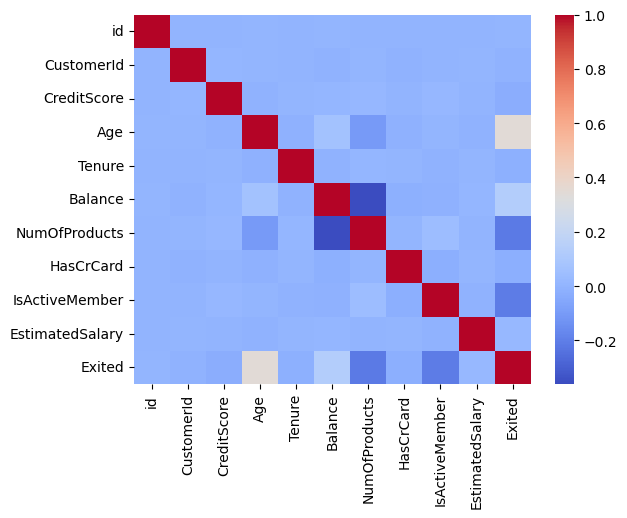 id
CustomerId
CreditScore
Age
Tenure
Balance
NumOfProducts
HasCrCard
IsActiveMember
EstimatedSalary
Exited
id
CustomerId
CreditScore
Age
Tenure
Balance
NumOfProducts
HasCrCard
IsActiveMember
EstimatedSalary
Exited
1.0
0.8
0.6
0.4
0.2
0.0
−0.2